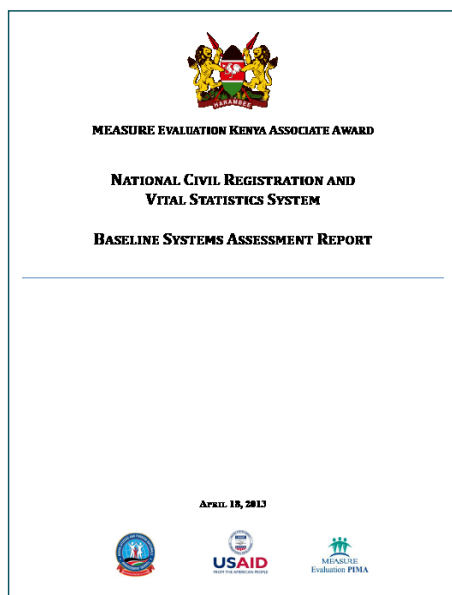 HARAMBEE
MEASURE EVALUATION KENYA ASSOCIATE AWARD
NATIONAL CIVIL REGISTRATION AND
VITAL STATISTICS SYSTEM
BASELINE SYSTEMS ASSESSMENT REPORT
APRIL 18, 2013
USAID
FROM THE AMERICAN PEOPLE
MEASURE
Evaluation PIMA